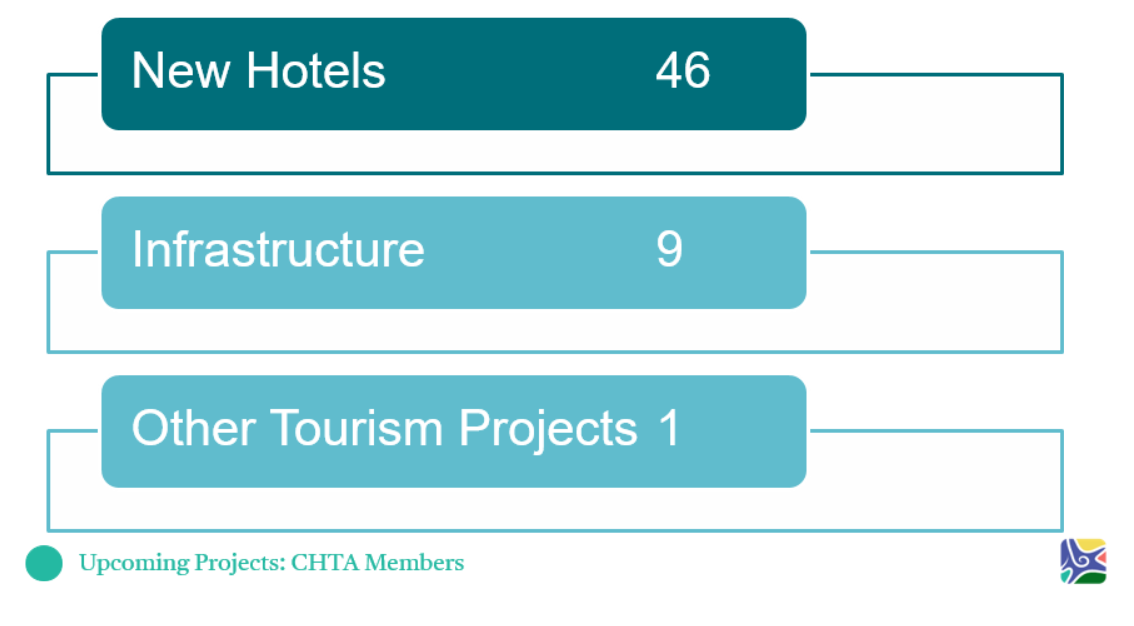 New Hotels 46
Infrastructure 9
Other Tourism Projects 1
Upcoming Projects: CHTA Members